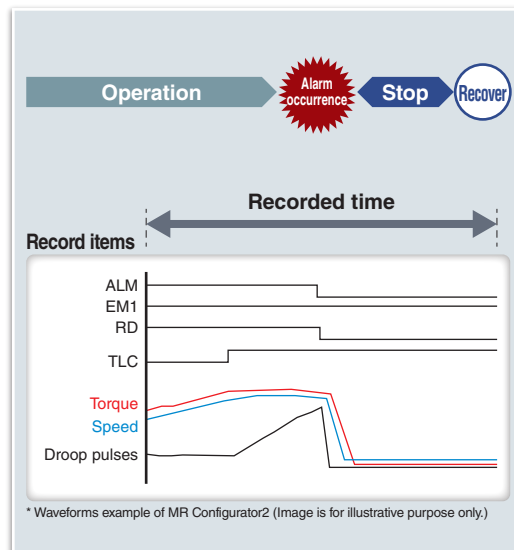 Operation
Alarm
occurrence
Stop
Recover
Recorded time
Record items
ALM
EM1
RD
TLC
Torque
Speed
Droop pulses
* Waveforms example of MR Configurator2 (Image is for illustrative purpose only.)